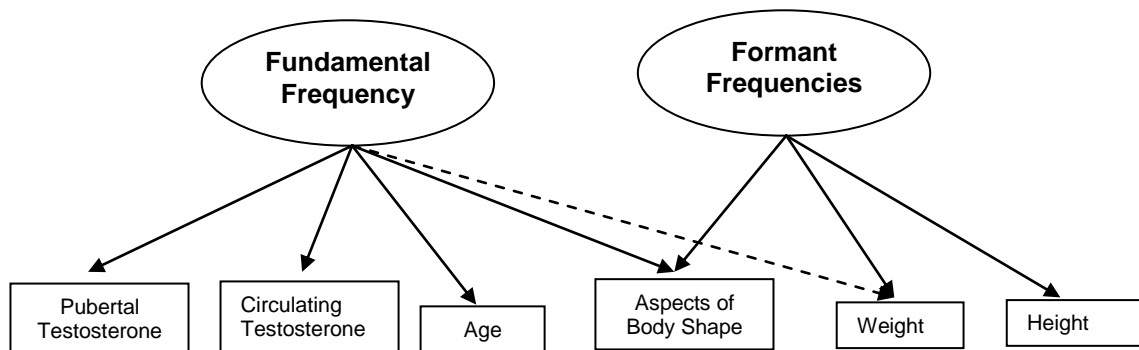 Fundamental
Frequency
Formant
Frequencies
Pubertal
Testosterone
Circulating
Testosterone
Age
Aspects of
Body Shape
Weight
Height